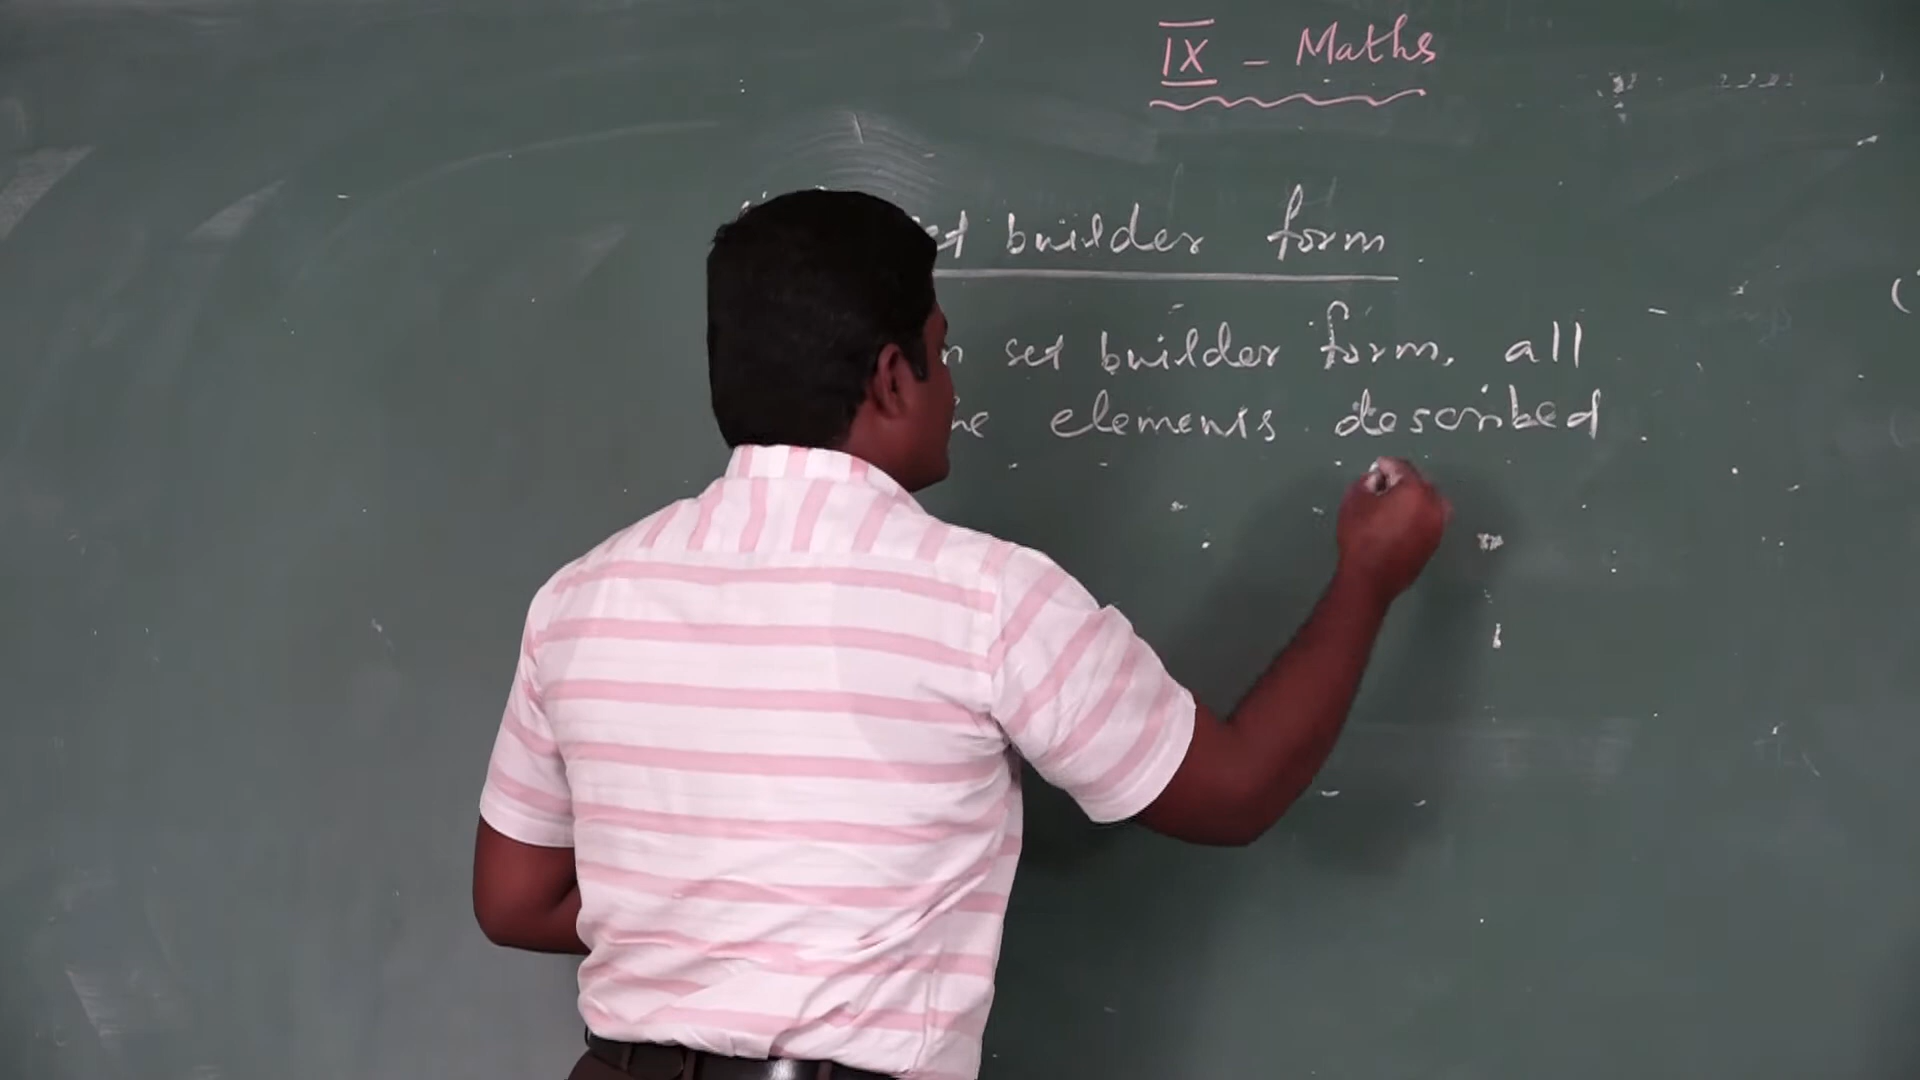 IX - Maths
builder form
set builder form, all
elements described